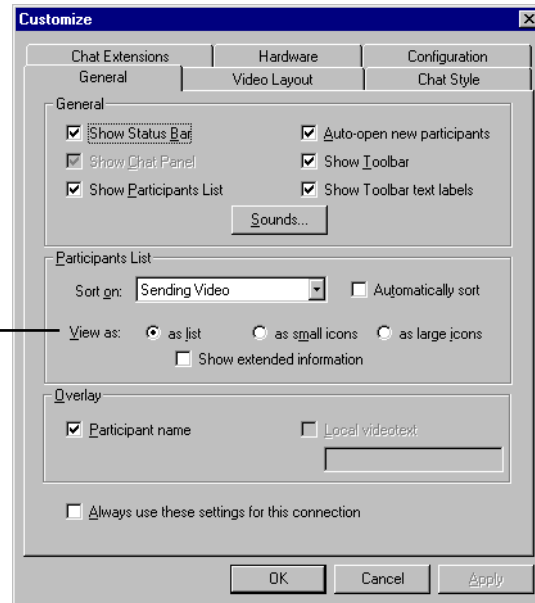 Customize
Chat Extensions Hardware Configuration
General Video Layout Chat Style
General
Show Status Bar Auto-open new participants
Show Chat Panel Show Toolbar
Show Participants List Show Toolbar text labels
Sounds...
Participants List
Sort on: Sending Video Automatically sort
View as: as list as small icons as large icons
Show extended information
Overlay
Participant name Local videotext
Always use these settings for this connection
OK Cancel Apply